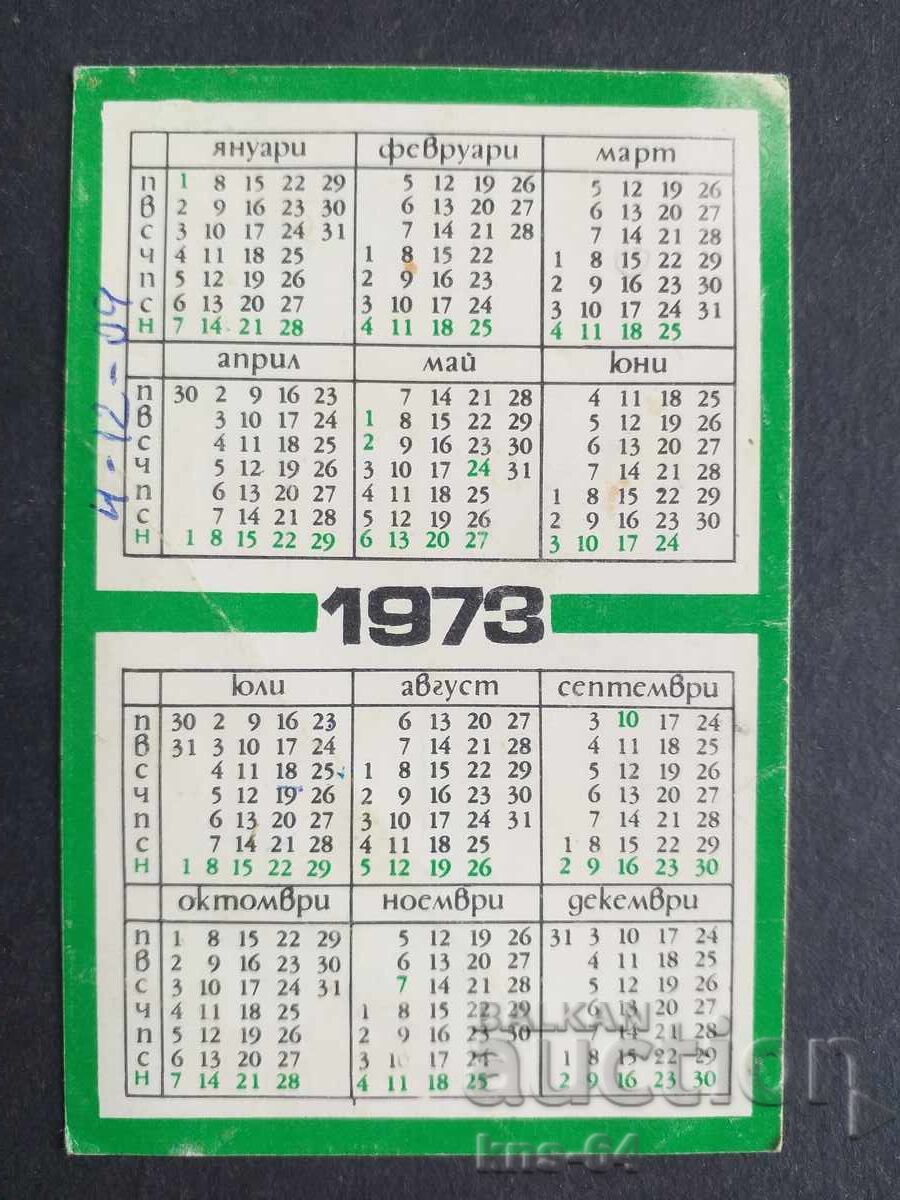 януари февруари март
П 1 8 15 22 29 5 12 19 26 5 12 19 26
В 2 9 16 23 30 6 13 20 27 6 13 20 27
С 3 10 17 24 31 7 14 21 28 7 14 21 28
Ч 4 11 18 25 1 8 15 22 1 8 15 22 29
П 5 12 19 26 2 9 16 23 2 9 16 23 30
С 6 13 20 27 3 10 17 24 3 10 17 24 31
Н 7 14 21 28 4 11 18 25 4 11 18 25
април май юни
П 30 2 9 16 23 7 14 21 28 4 11 18 25
В 3 10 17 24 1 8 15 22 29 5 12 19 26
С 4 11 18 25 2 9 16 23 30 6 13 20 27
Ч 5 12 19 26 3 10 17 24 31 7 14 21 28
П 6 13 20 27 4 11 18 25 1 8 15 22 29
С 7 14 21 28 5 12 19 26 2 9 16 23 30
Н 1 8 15 22 29 6 13 20 27 3 10 17 24
4-12-04
1973
юли август септември
П 30 2 9 16 23 6 13 20 27 3 10 17 24
В 31 3 10 17 24 7 14 21 28 4 11 18 25
С 4 11 18 25 1 8 15 22 29 5 12 19 26
Ч 5 12 19 26 2 9 16 23 30 6 13 20 27
П 6 13 20 27 3 10 17 24 31 7 14 21 28
С 7 14 21 28 4 11 18 25 1 8 15 22 29
Н 1 8 15 22 29 5 12 19 26 2 9 16 23 30
октомври ноември декември
П 1 8 15 22 29 5 12 19 26 31 3 10 17 24
В 2 9 16 23 30 6 13 20 27 4 11 18 25
С 3 10 17 24 31 7 14 21 28 5 12 19 26
Ч 4 11 18 25 1 8 15 22 29 6 13 20 27
П 5 12 19 26 2 9 16 23 30 7 14 21 28
С 6 13 20 27 3 10 17 24 1 8 15 22 29
Н 7 14 21 28 4 11 18 25 2 9 16 23 30
BALKAN
auction
kns-64